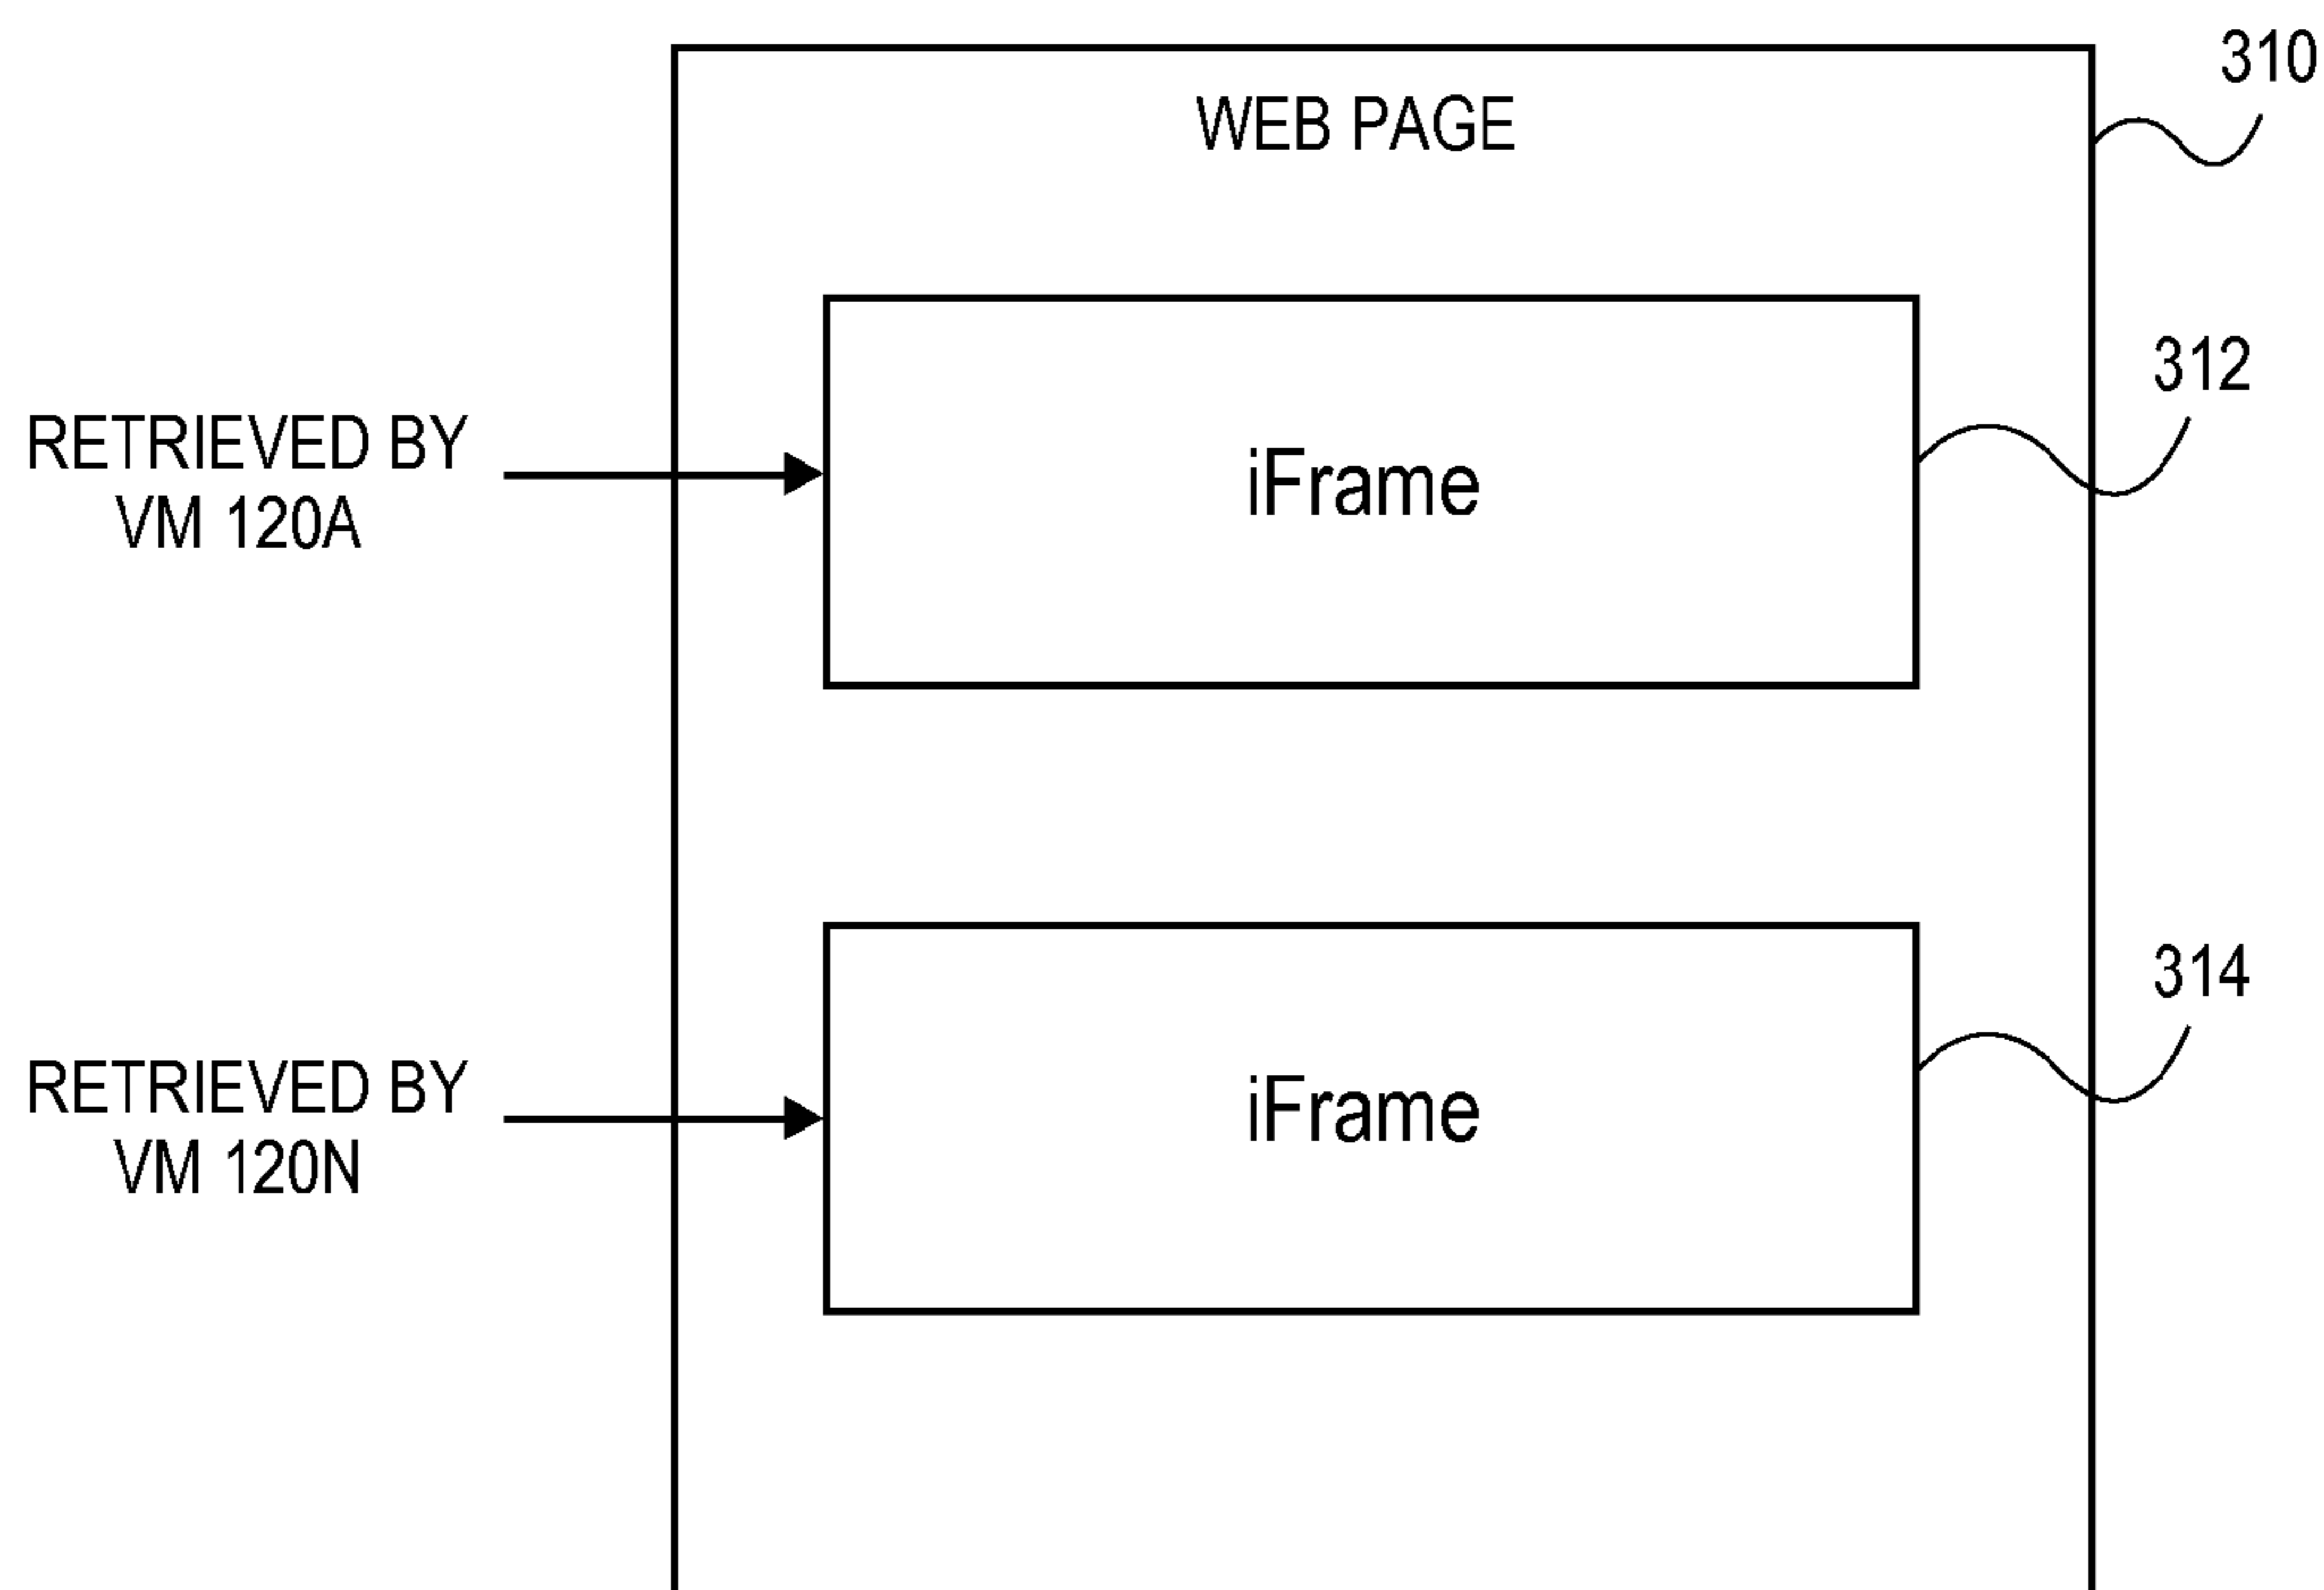 310
WEB PAGE
312
RETRIEVED BY
VM 120A
iFrame
314
RETRIEVED BY
VM 120N
iFrame